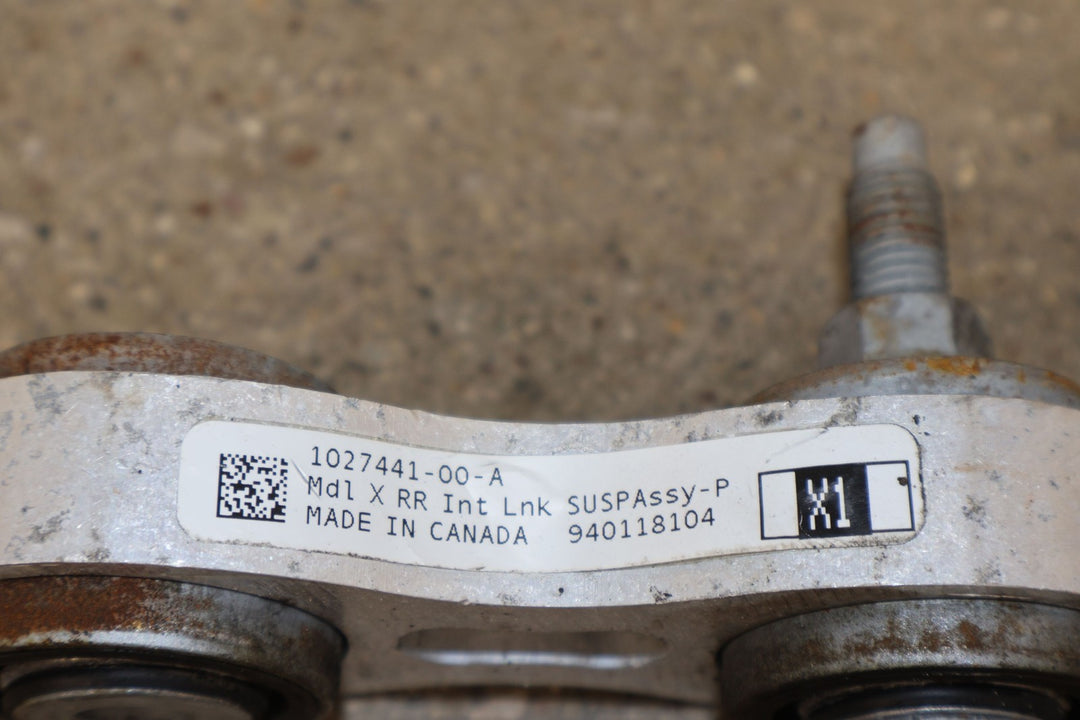 1027441-00-A
Mdl X RR Int Lnk SUSPAssy-P
MADE IN CANADA 940118104
X1